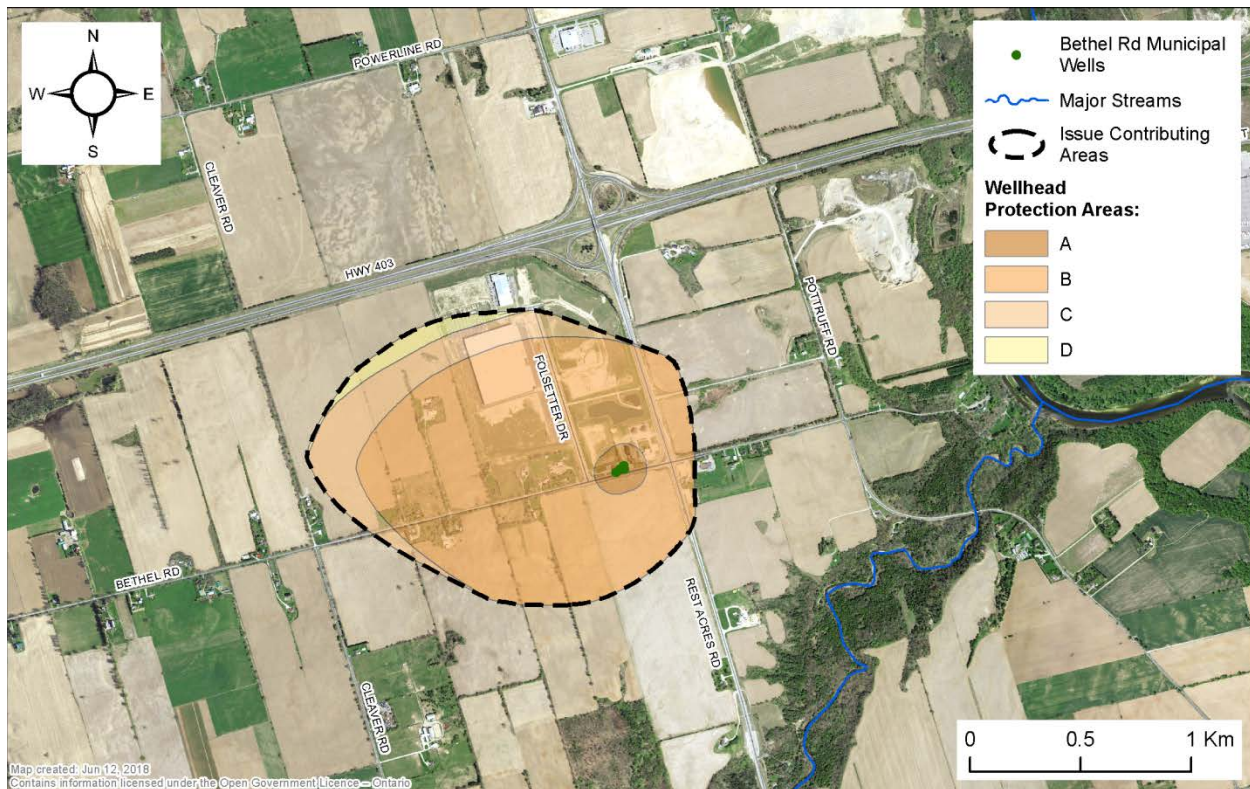 N
W
E
S
POWERLINE RD
CLEAVER RD
HWY 403
POTTRUFF RD
FOLSETTER DR
BETHEL RD
REST ACRES RD
CLEAVER RD
Bethel Rd Municipal
Wells
Major Streams
Issue Contributing
Areas
Wellhead
Protection Areas:
A
B
C
D
0 0.5 1 Km
Map created: Jun 12, 2018
Contains information licensed under the Open Government Licence – Ontario